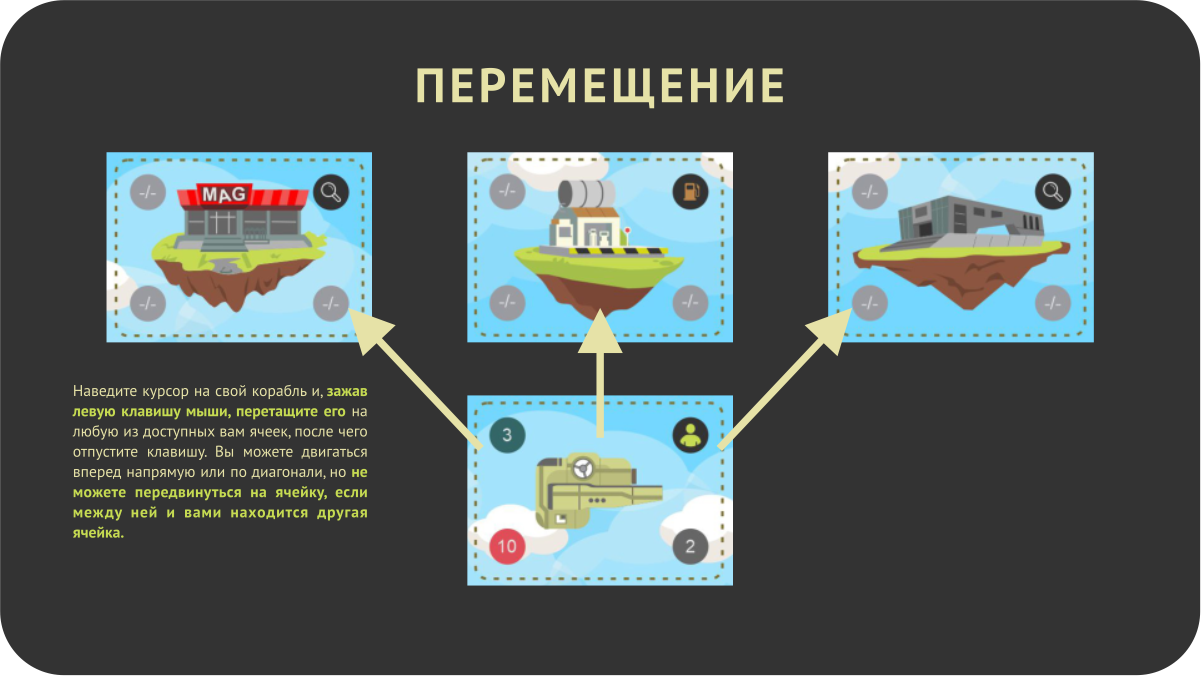 ПЕРЕМЕЩЕНИЕ
-/-
MAG
-/-
-/-
-/-
-/-
-/-
-/-
-/-
-/-
Наведите курсор на свой корабль и, зажав
левую клавишу мыши, перетащите его на
любую из доступных вам ячеек, после чего
отпустите клавишу. Вы можете двигаться
вперед напрямую или по диагонали, но не
можете передвинуться на ячейку, если
между ней и вами находится другая
ячейка.
3
10
2